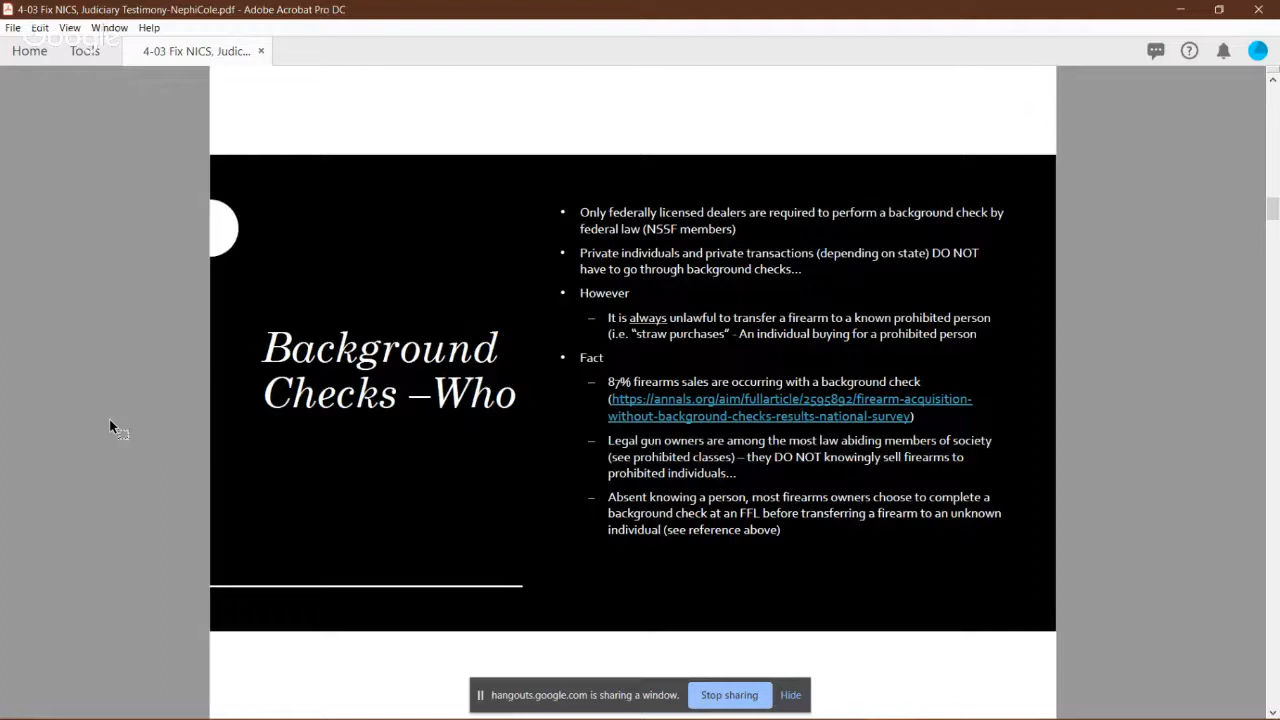 4-03 Fix NICS, Judiciary Testimony-NephiCole.pdf - Adobe Acrobat Pro DC
File Edit View Window Help
Google
Home Tools 4-03 Fix NICS, Judic... ×
Background
Checks –Who
• Only federally licensed dealers are required to perform a background check by
federal law (NSSF members)
• Private individuals and private transactions (depending on state) DO NOT
have to go through background checks...
• However
– It is always unlawful to transfer a firearm to a known prohibited person
(i.e. “straw purchases” - An individual buying for a prohibited person
• Fact
– 87% firearms sales are occurring with a background check
(https://annals.org/aim/fullarticle/2595892/firearm-acquisition-
without-background-checks-results-national-survey)
– Legal gun owners are among the most law abiding members of society
(see prohibited classes) – they DO NOT knowingly sell firearms to
prohibited individuals...
– Absent knowing a person, most firearms owners choose to complete a
background check at an FFL before transferring a firearm to an unknown
individual (see reference above)
hangouts.google.com is sharing a window. Stop sharing Hide